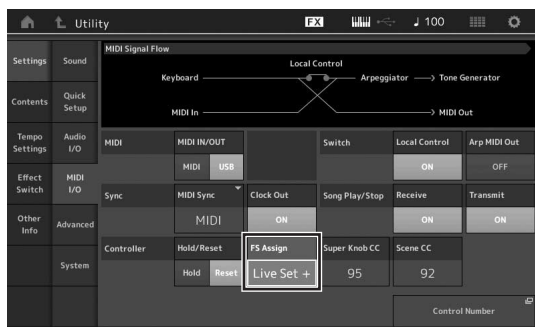 Utility FX 100
MIDI Signal Flow
Settings Sound
Local Control
Keyboard Arpeggiator Tone Generator
Contents Quick Setup
MIDI In MIDI Out
Tempo Settings Audio I/O MIDI MIDI IN/OUT Switch Local Control Arp MIDI Out
MIDI USB ON OFF
Effect Switch MIDI I/O
Sync MIDI Sync Clock Out Song Play/Stop Receive Transmit
Other Info Advanced MIDI ON ON ON
Controller Hold/Reset FS Assign Super Knob CC Scene CC
System Hold Reset Live Set + 95 92
Control Number